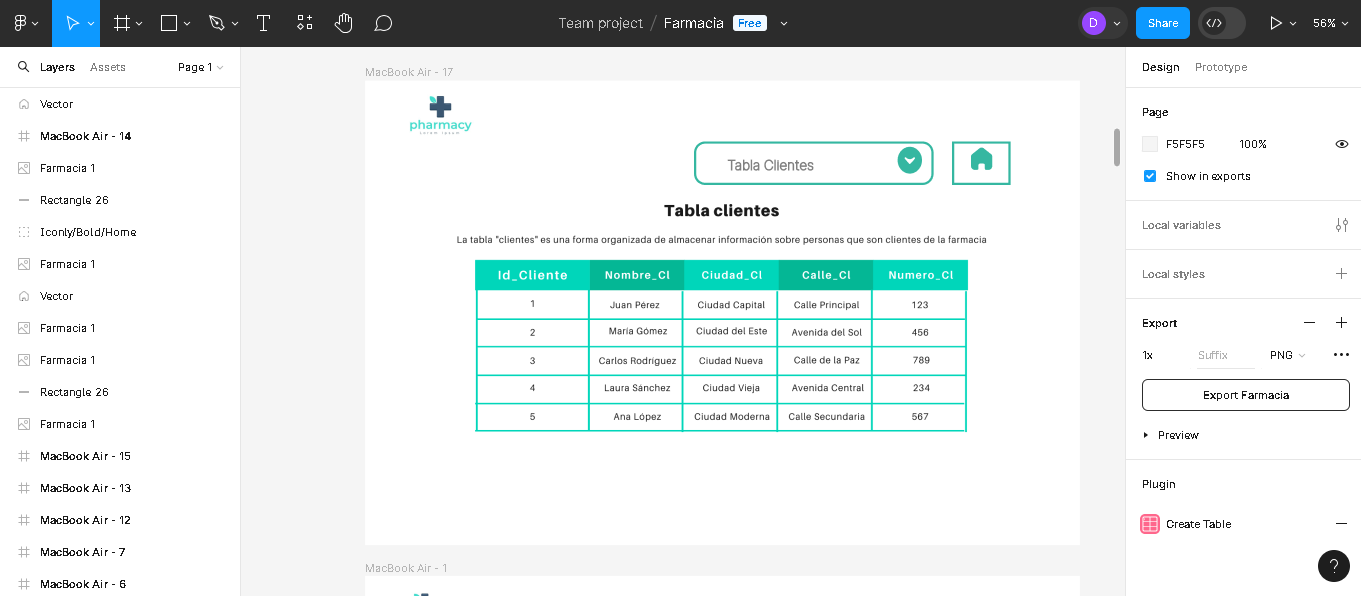 Team project / Farmacia Free
D
Share
56%
Layers Assets Page 1
Vector
MacBook Air - 14
Farmacia 1
Rectangle 26
Iconly/Bold/Home
Farmacia 1
Vector
Farmacia 1
Farmacia 1
Rectangle 26
Farmacia 1
MacBook Air - 15
MacBook Air - 13
MacBook Air - 12
MacBook Air - 7
MacBook Air - 6
MacBook Air - 17
pharmacy
LOREM IPSUM
Tabla Clientes
Tabla clientes
La tabla "clientes" es una forma organizada de almacenar información sobre personas que son clientes de la farmacia
Id_Cliente Nombre_Cl Ciudad_Cl Calle_Cl Numero_Cl
1 Juan Pérez Ciudad Capital Calle Principal 123
2 María Gómez Ciudad del Este Avenida del Sol 456
3 Carlos Rodríguez Ciudad Nueva Calle de la Paz 789
4 Laura Sánchez Ciudad Vieja Avenida Central 234
5 Ana López Ciudad Moderna Calle Secundaria 567
MacBook Air - 1
Design Prototype
Page
F5F5F5 100%
Show in exports
Local variables
Local styles
Export
1x Suffix PNG
Export Farmacia
Preview
Plugin
Create Table
?